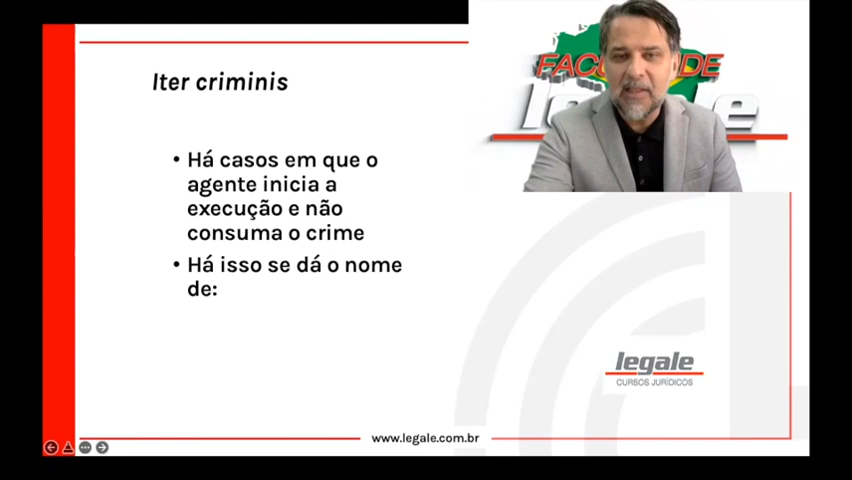 Iter criminis
• Há casos em que o
agente inicia a
execução e não
consuma o crime
• Há isso se dá o nome
de:
legale
CURSOS JURÍDICOS
www.legale.com.br